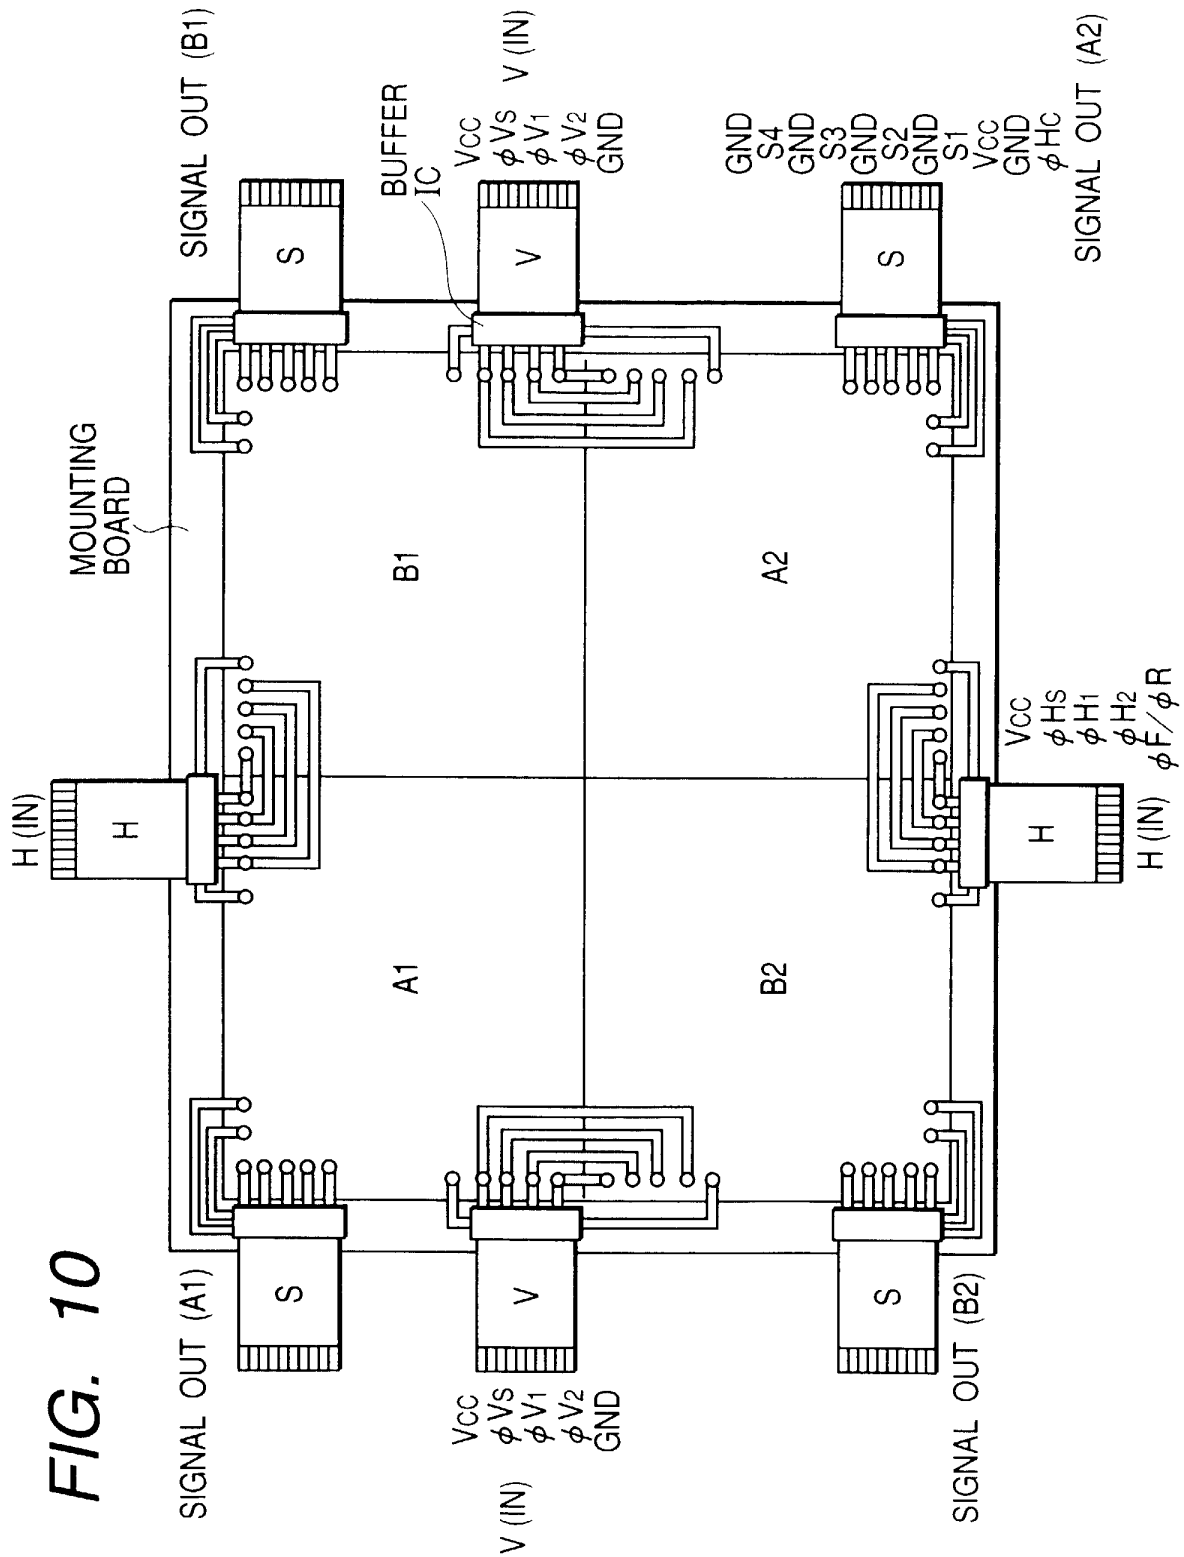 FIG. 10
H (IN)
H
MOUNTING
BOARD
SIGNAL OUT (A1)
SIGNAL OUT (B1)
S
S
BUFFER
IC
A1
B1
V (IN)
VCC
φVS
φV1
φV2
GND
V
V
VCC
φVS
φV1
φV2
GND
V (IN)
B2
A2
S
S
GND
S4
GND
S3
GND
S2
GND
S1
VCC
GND
φHC
SIGNAL OUT (B2)
SIGNAL OUT (A2)
H
VCC
φHS
φH1
φH2
φF/φR
H (IN)